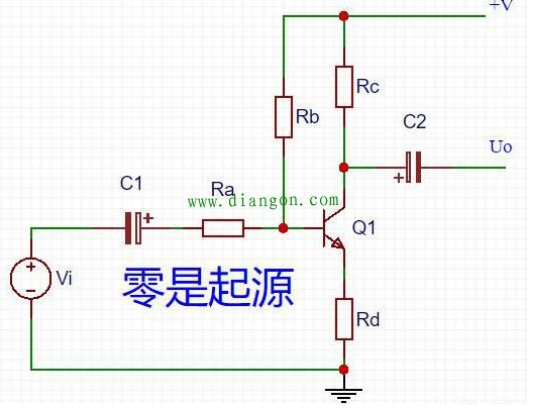 +V
Rc
Rb
C2
Uo
C1
Ra
www.diangon.com
Q1
+
Vi
零是起源
Rd